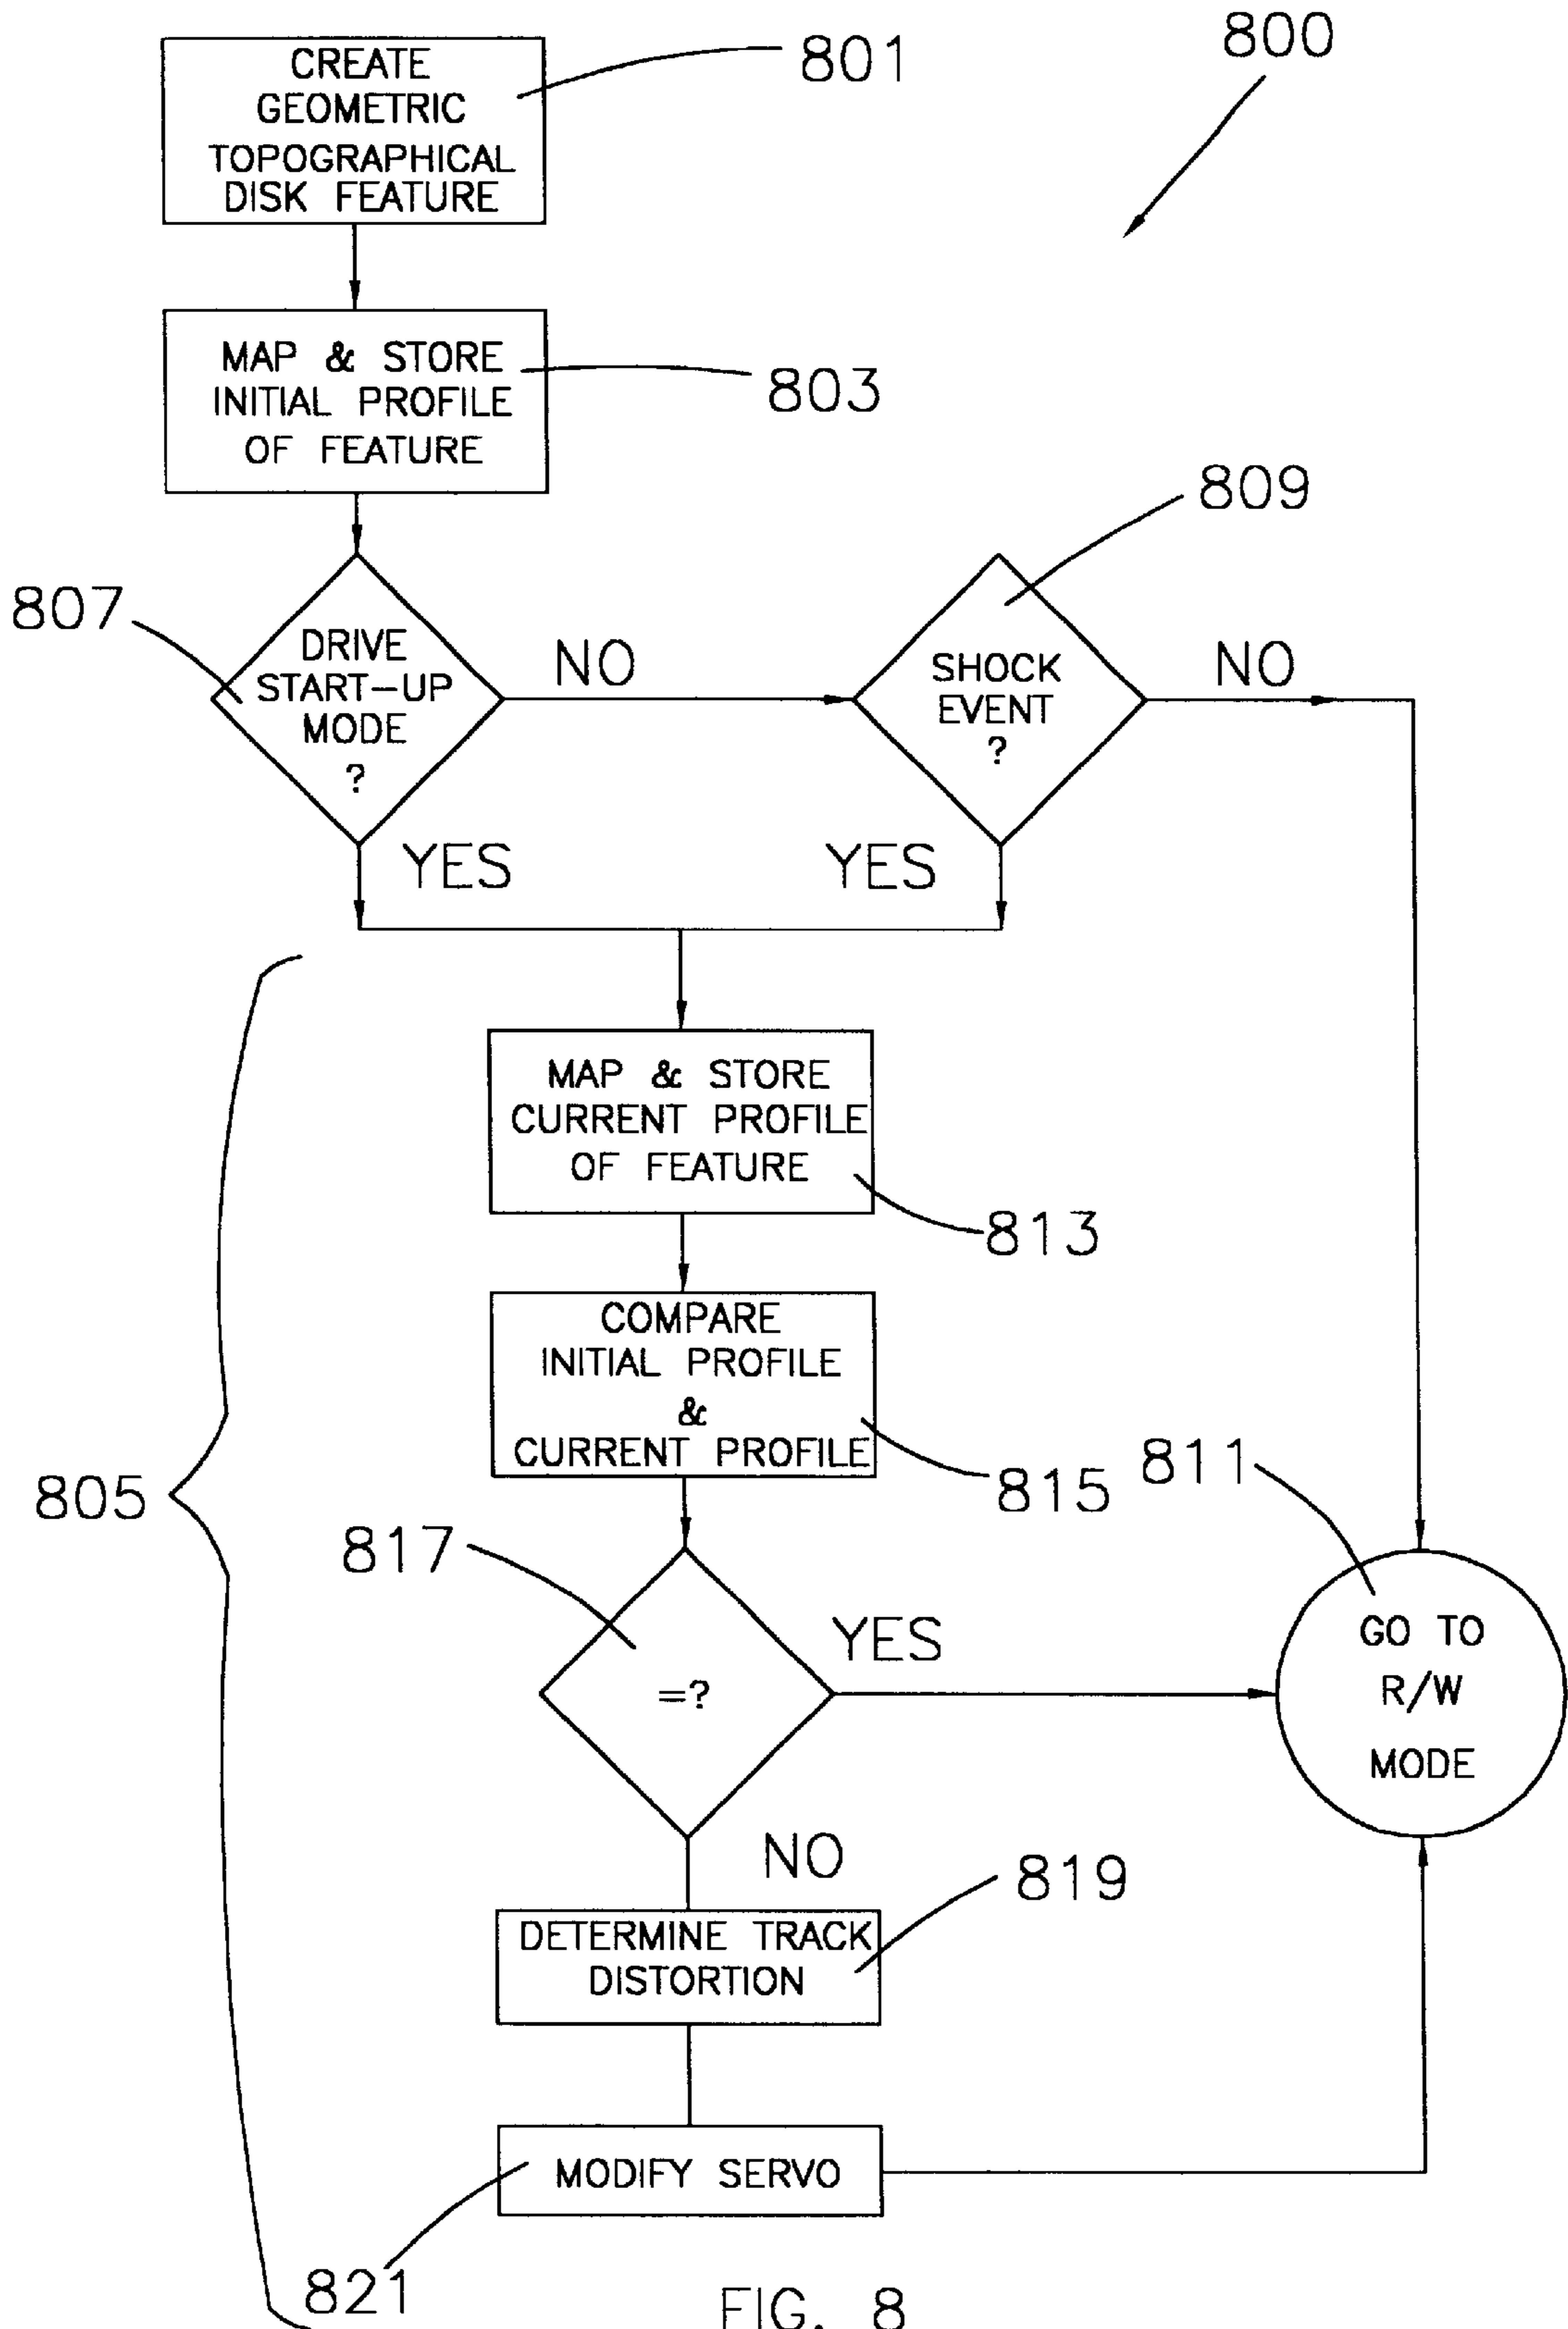 800
CREATE
GEOMETRIC
TOPOGRAPHICAL
DISK FEATURE
801
MAP & STORE
INITIAL PROFILE
OF FEATURE
803
809
807
DRIVE
START-UP
MODE
?
NO
SHOCK
EVENT
?
NO
YES
YES
MAP & STORE
CURRENT PROFILE
OF FEATURE
813
COMPARE
INITIAL PROFILE
&
CURRENT PROFILE
815
811
805
817
=?
YES
GO TO
R/W
MODE
NO
819
DETERMINE TRACK
DISTORTION
MODIFY SERVO
821
FIG. 8